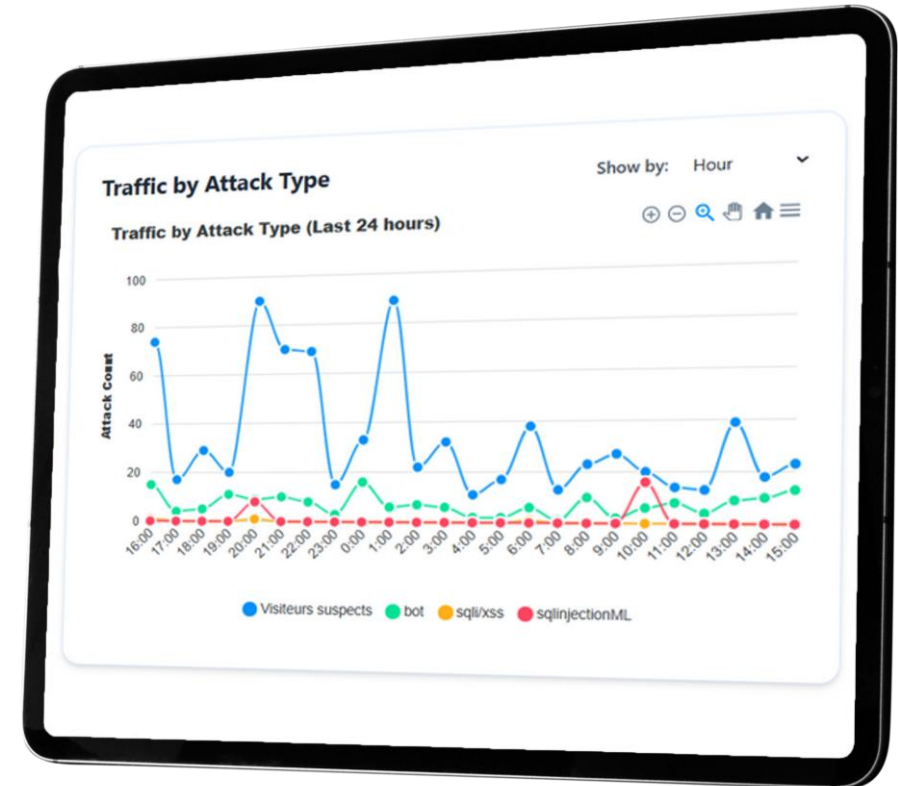 Traffic by Attack Type
Show by: Hour
Traffic by Attack Type (Last 24 hours)
100
80
60
40
20
0
Attack Count
16:00 17:00 18:00 19:00 20:00 21:00 22:00 23:00 0:00 1:00 2:00 3:00 4:00 5:00 6:00 7:00 8:00 9:00 10:00 11:00 12:00 13:00 14:00 15:00
Visiteurs suspects bot sqli/xss sqlinjectionML